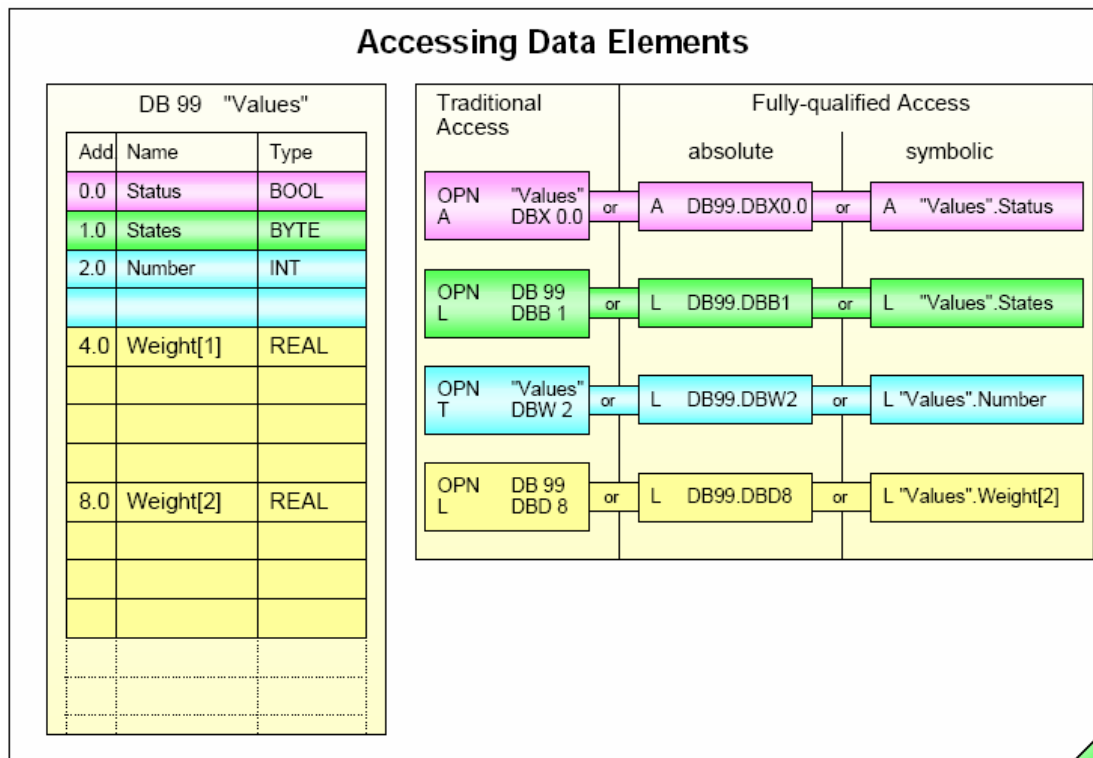 Accessing Data Elements
DB 99 "Values"
Add. Name Type
0.0 Status BOOL
1.0 States BYTE
2.0 Number INT
4.0 Weight[1] REAL
8.0 Weight[2] REAL
Traditional
Access
Fully-qualified Access
absolute symbolic
OPN "Values"
A DBX 0.0
or
A DB99.DBX0.0
or
A "Values".Status
OPN DB 99
L DBB 1
or
L DB99.DBB1
or
L "Values".States
OPN "Values"
T DBW 2
or
L DB99.DBW2
or
L "Values".Number
OPN DB 99
L DBD 8
or
L DB99.DBD8
or
L "Values".Weight[2]